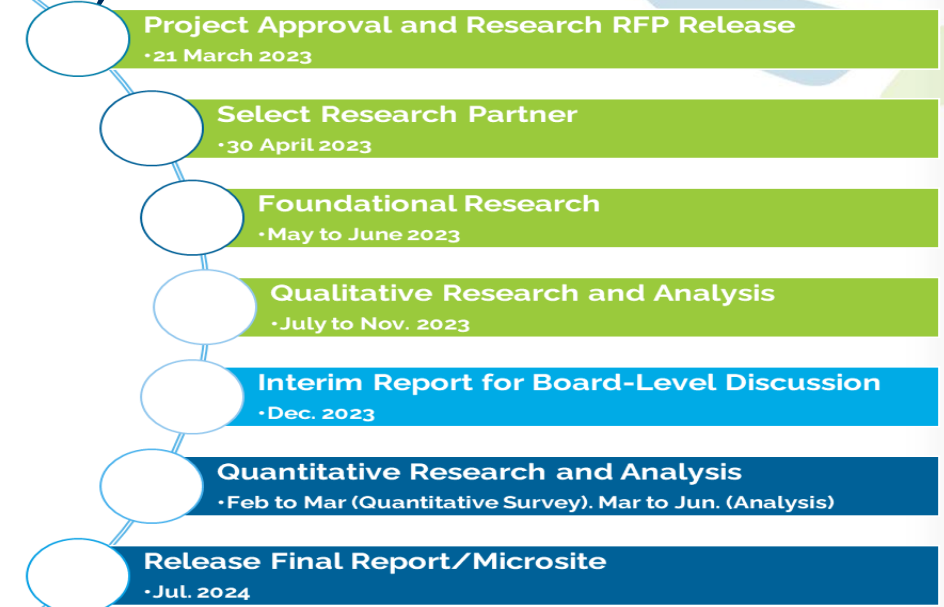 Project Approval and Research RFP Release
•21 March 2023
Select Research Partner
•30 April 2023
Foundational Research
•May to June 2023
Qualitative Research and Analysis
•July to Nov. 2023
Interim Report for Board-Level Discussion
•Dec. 2023
Quantitative Research and Analysis
•Feb to Mar (Quantitative Survey). Mar to Jun. (Analysis)
Release Final Report/Microsite
•Jul. 2024